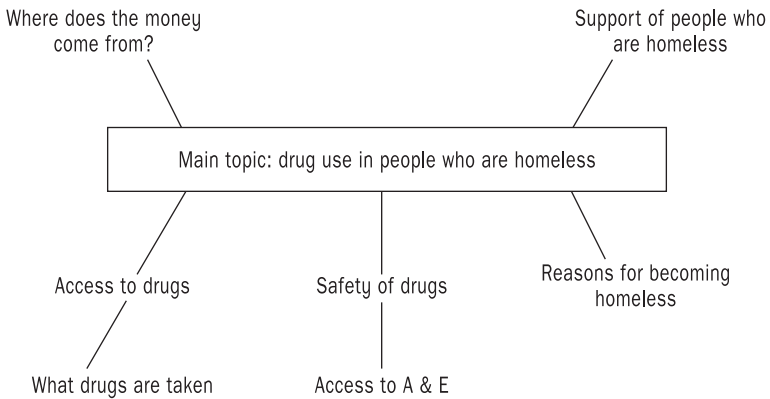 Where does the money
come from?
Support of people who
are homeless
Main topic: drug use in people who are homeless
Access to drugs
Safety of drugs
Reasons for becoming
homeless
What drugs are taken
Access to A & E